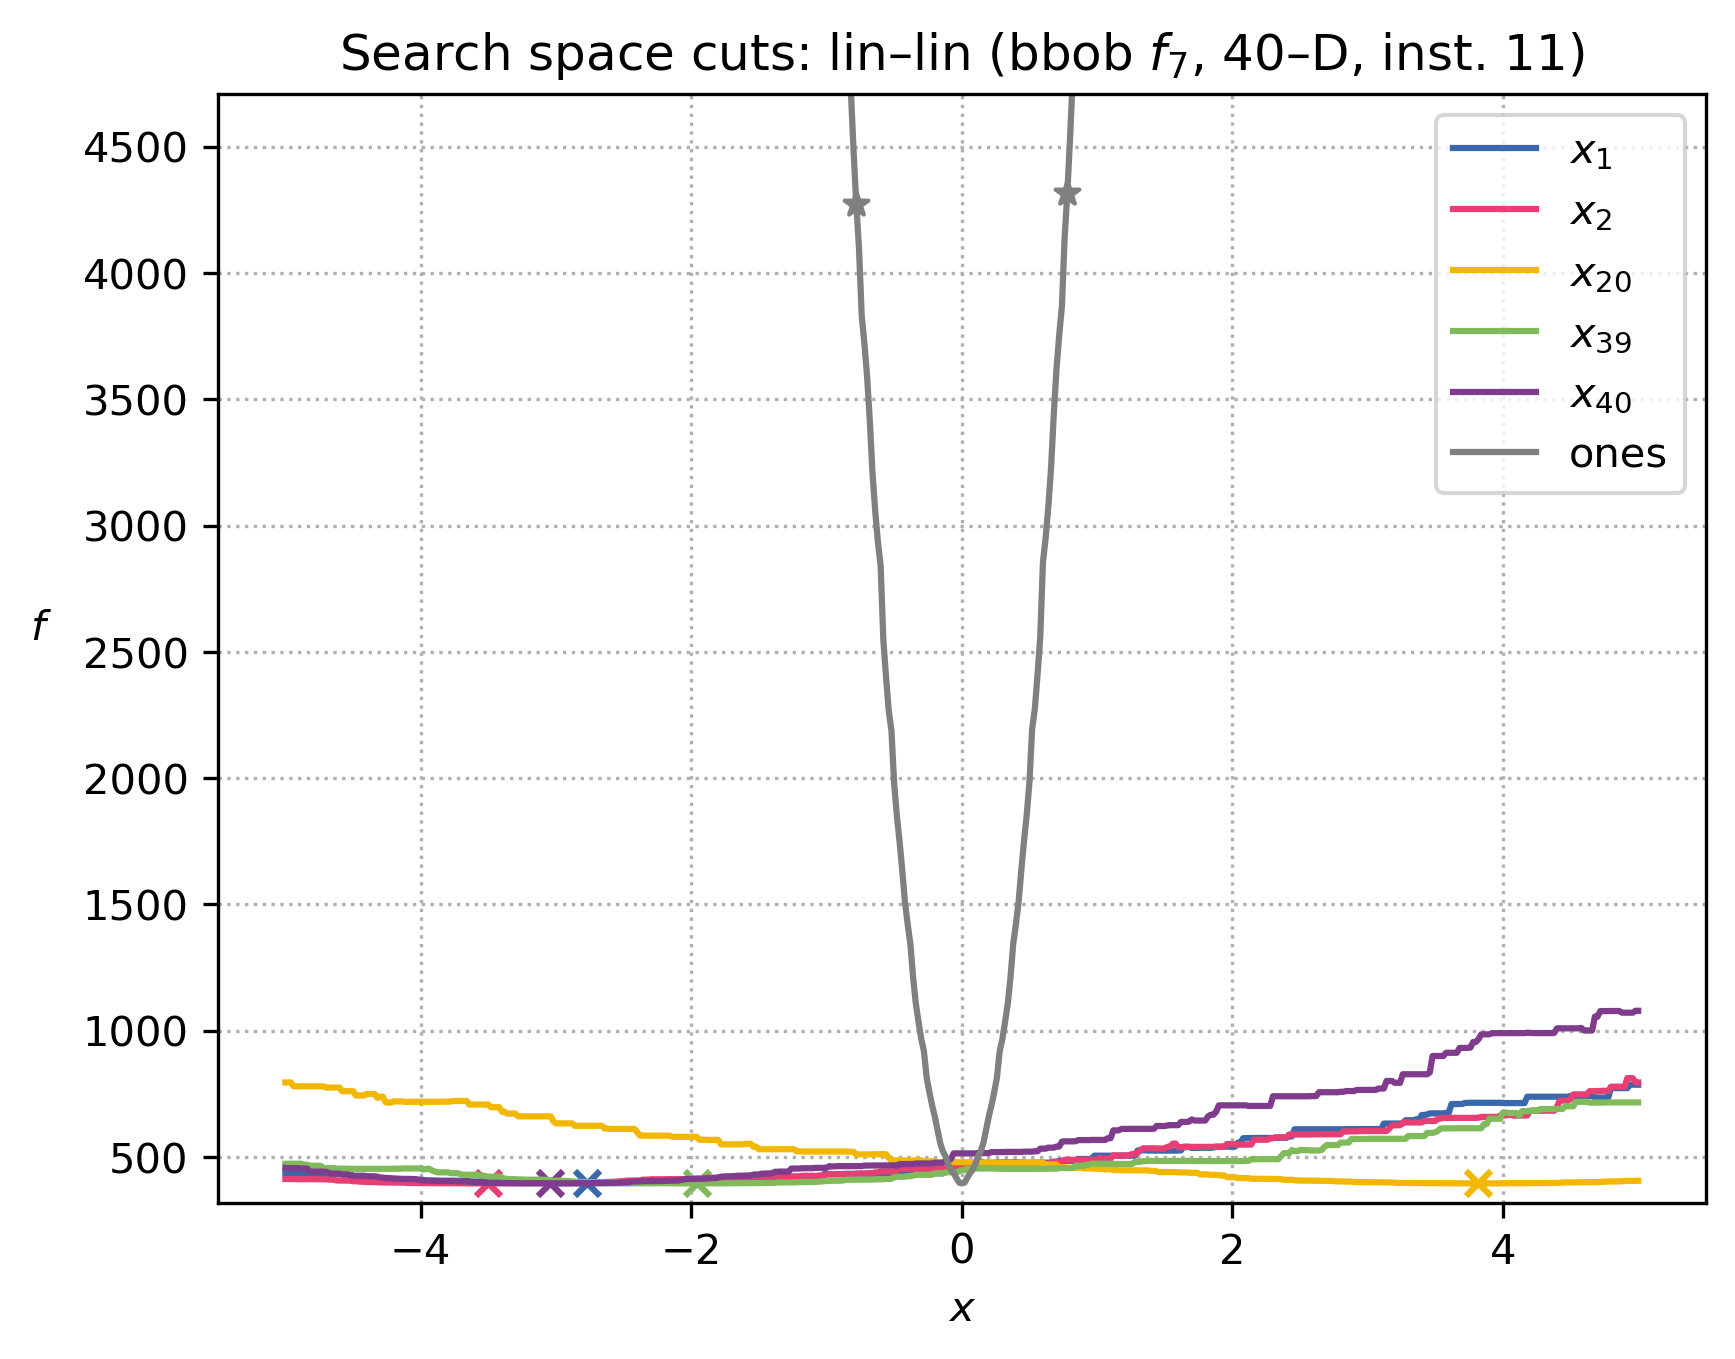 Search space cuts: lin–lin (bbob f₇, 40–D, inst. 11)
4500
4000
3500
3000
2500
2000
1500
1000
500
f
x₁
x₂
x₂₀
x₃₉
x₄₀
ones
−4 −2 0 2 4
x